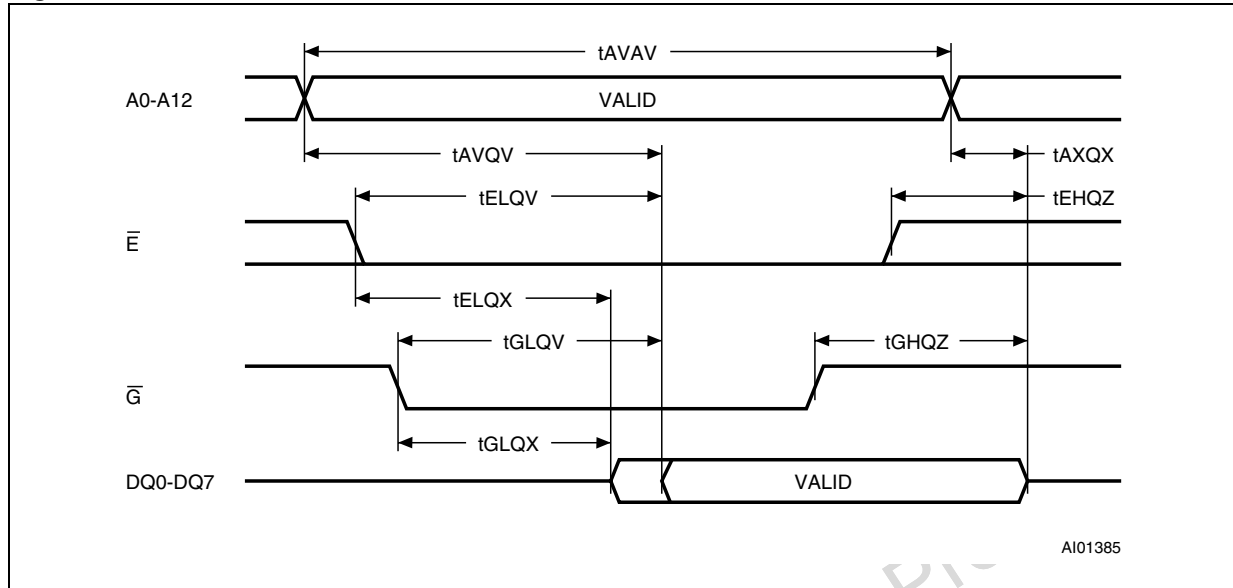 tAVAV
A0-A12
VALID
tAVQV
tAXQX
tELQV
tEHQZ
E̅
tELQX
tGLQV
tGHQZ
G̅
tGLQX
DQ0-DQ7
VALID
AI01385